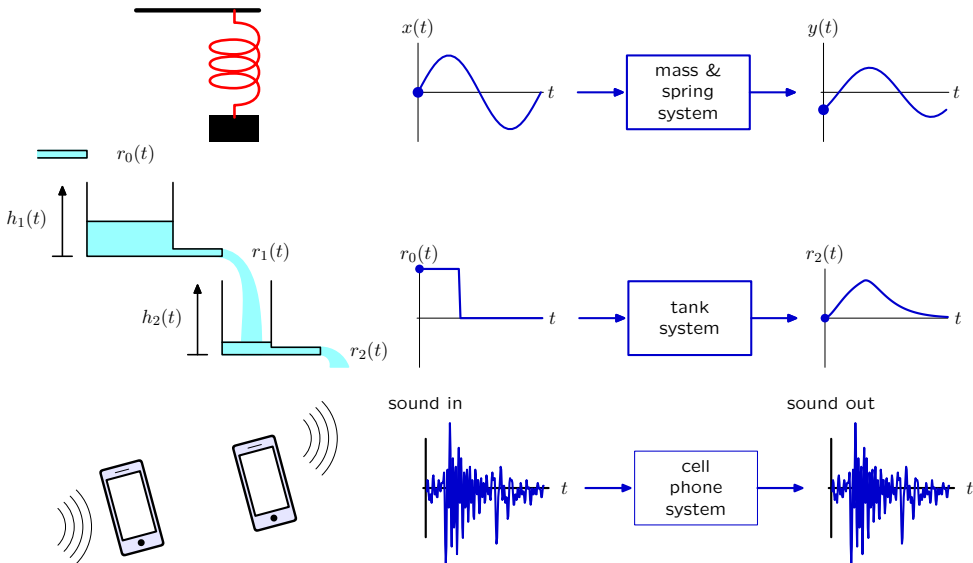 x(t)
t
mass &
spring
system
y(t)
t
r₀(t)
h₁(t)
r₁(t)
h₂(t)
r₂(t)
r₀(t)
t
tank
system
r₂(t)
t
sound in
t
cell
phone
system
sound out
t